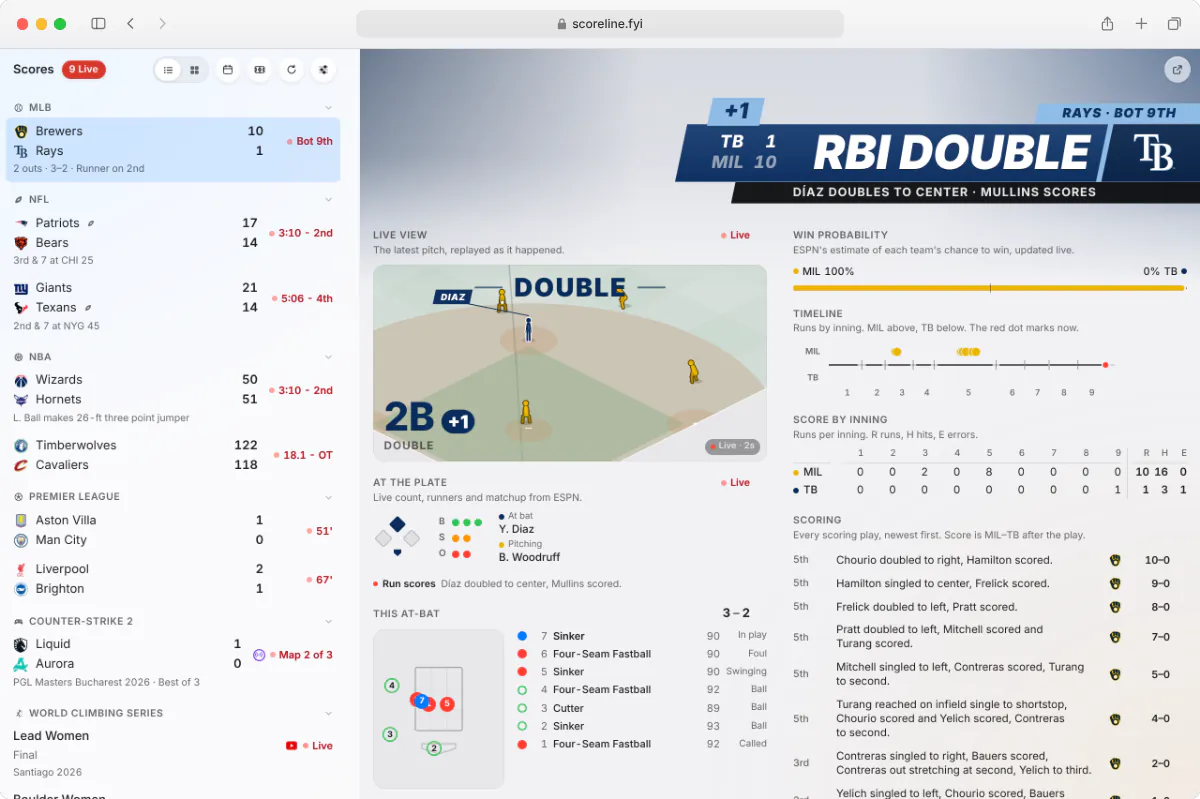 scoreline.fyi
Scores
9 Live
MLB
Brewers 10
Rays 1
Bot 9th
2 outs · 3–2 · Runner on 2nd
NFL
Patriots 17
Bears 14
3:10 - 2nd
3rd & 7 at CHI 25
Giants 21
Texans 14
5:06 - 4th
2nd & 7 at NYG 45
NBA
Wizards 50
Hornets 51
3:10 - 2nd
L. Ball makes 26-ft three point jumper
Timberwolves 122
Cavaliers 118
18.1 - OT
PREMIER LEAGUE
Aston Villa 1
Man City 0
51'
Liverpool 2
Brighton 1
67'
COUNTER-STRIKE 2
Liquid 1
Aurora 0
Map 2 of 3
PGL Masters Bucharest 2026 · Best of 3
WORLD CLIMBING SERIES
Lead Women
Final
Live
Santiago 2026
+1
RAYS · BOT 9TH
TB 1
MIL 10
RBI DOUBLE
TB
DÍAZ DOUBLES TO CENTER · MULLINS SCORES
LIVE VIEW
Live
The latest pitch, replayed as it happened.
DIAZ
DOUBLE
2B +1
DOUBLE
Live · 2s
AT THE PLATE
Live
Live count, runners and matchup from ESPN.
B
S
O
At bat
Y. Diaz
Pitching
B. Woodruff
Run scores Díaz doubled to center, Mullins scored.
THIS AT-BAT 3 – 2
4
7
5
3
2
7 Sinker 90 In play
6 Four-Seam Fastball 90 Foul
5 Sinker 90 Swinging
4 Four-Seam Fastball 92 Ball
3 Cutter 89 Ball
2 Sinker 93 Ball
1 Four-Seam Fastball 92 Called
WIN PROBABILITY
ESPN's estimate of each team's chance to win, updated live.
MIL 100% 0% TB
TIMELINE
Runs by inning. MIL above, TB below. The red dot marks now.
MIL
TB
1 2 3 4 5 6 7 8 9
SCORE BY INNING
Runs per inning. R runs, H hits, E errors.
1 2 3 4 5 6 7 8 9 R H E
MIL 0 0 2 0 8 0 0 0 0 10 16 0
TB 0 0 0 0 0 0 0 0 1 1 3 1
SCORING
Every scoring play, newest first. Score is MIL–TB after the play.
5th Chourio doubled to right, Hamilton scored. 10–0
5th Hamilton singled to center, Frelick scored. 9–0
5th Frelick doubled to left, Pratt scored. 8–0
5th Pratt doubled to left, Mitchell scored and 7–0
Turang scored.
5th Mitchell singled to left, Contreras scored, Turang 5–0
to second.
5th Turang reached on infield single to shortstop, 4–0
Chourio scored and Yelich scored, Contreras
to second.
3rd Contreras singled to right, Bauers scored, 2–0
Contreras out stretching at second, Yelich to third.
Yelich singled to left, Chourio scored, Bauers
Boulder Women